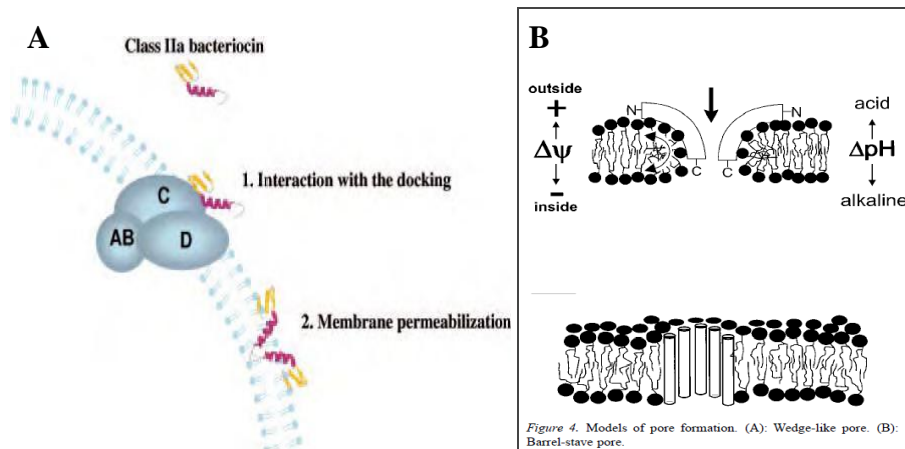 A
Class IIa bacteriocin
1. Interaction with the docking
C
AB
D
2. Membrane permeabilization
B
outside
+
Δψ
-
inside
N
N
C
C
acid
ΔpH
alkaline
Figure 4. Models of pore formation. (A): Wedge-like pore. (B):
Barrel-stave pore.